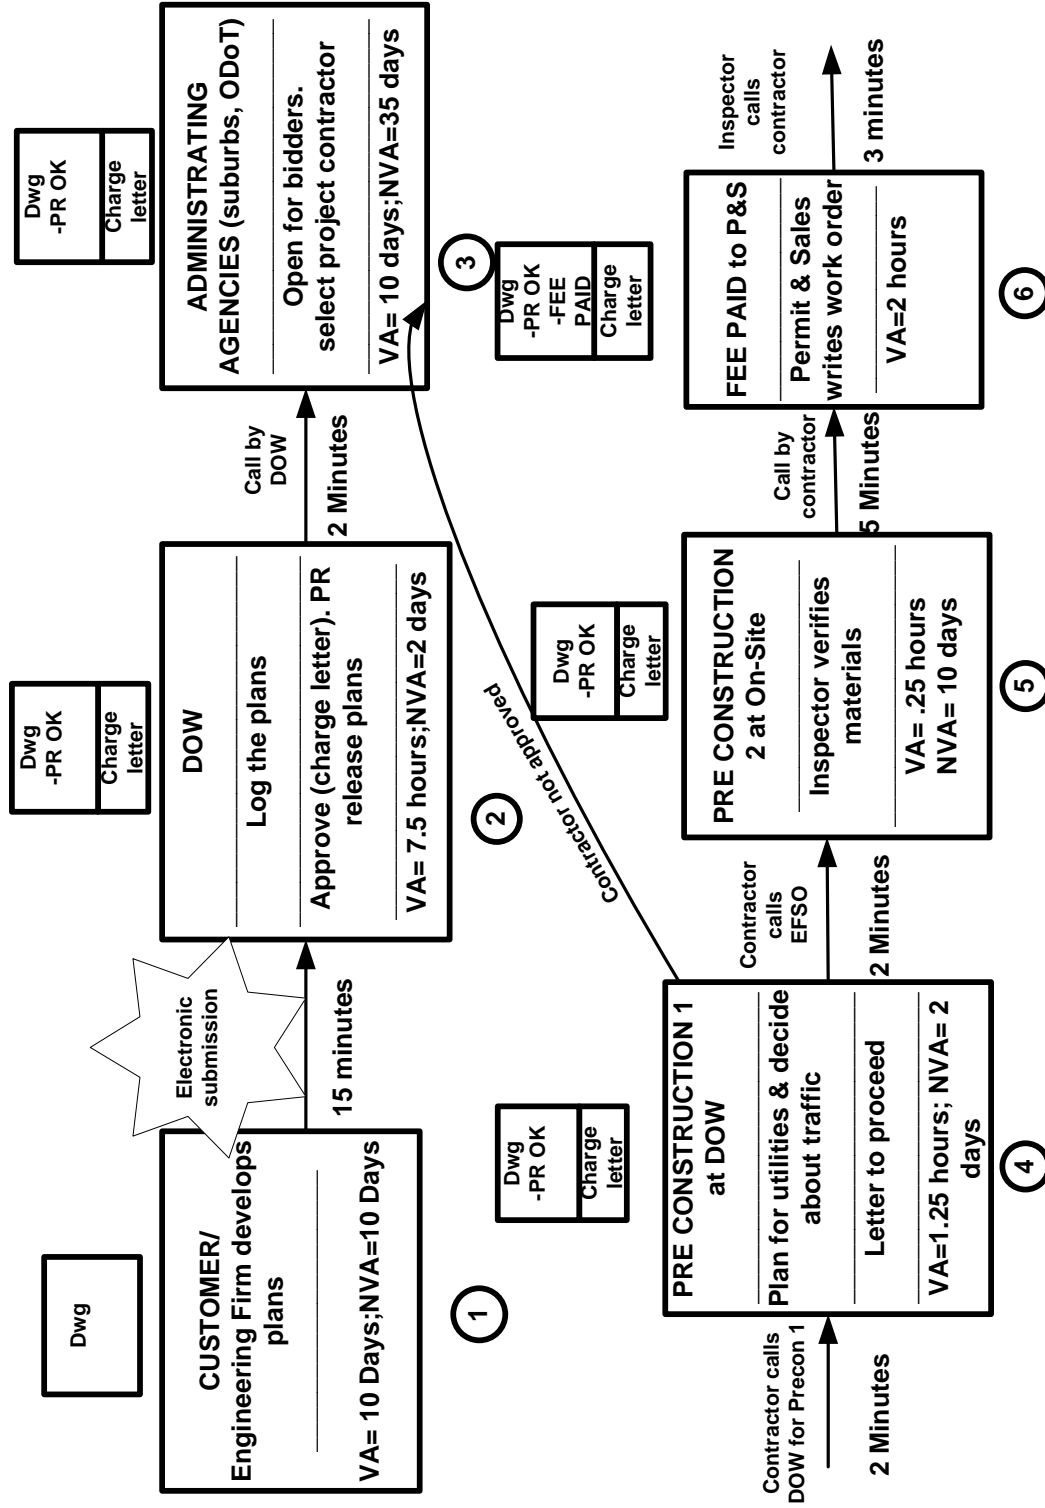 Dwg
CUSTOMER/
Engineering Firm develops
plans
VA= 10 Days;NVA=10 Days
1
Electronic
submission
15 minutes
Dwg
-PR OK
Charge
letter
DOW
Log the plans
Approve (charge letter). PR
release plans
VA= 7.5 hours;NVA=2 days
2
Call by
DOW
2 Minutes
Dwg
-PR OK
Charge
letter
ADMINISTRATING
AGENCIES (suburbs, ODoT)
Open for bidders.
select project contractor
VA= 10 days;NVA=35 days
3
Contractor not approved
Contractor calls
DOW for Precon 1
2 Minutes
Dwg
-PR OK
Charge
letter
PRE CONSTRUCTION 1
at DOW
Plan for utilities & decide
about traffic
Letter to proceed
VA=1.25 hours; NVA= 2
days
4
Contractor
calls
EFSO
2 Minutes
Dwg
-PR OK
Charge
letter
PRE CONSTRUCTION
2 at On-Site
Inspector verifies
materials
VA= .25 hours
NVA= 10 days
5
Call by
contractor
5 Minutes
Dwg
-PR OK
-FEE
PAID
Charge
letter
FEE PAID to P&S
Permit & Sales
writes work order
VA=2 hours
6
Inspector
calls
contractor
3 minutes